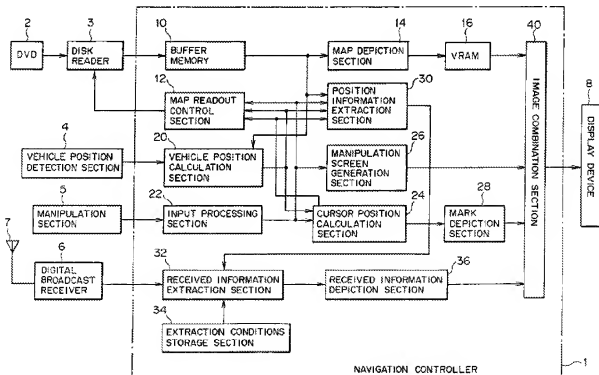 2
3
10
14
16
40
DVD
DISK
READER
BUFFER
MEMORY
MAP DEPICTION
SECTION
VRAM
12
30
MAP READOUT
CONTROL
SECTION
POSITION
INFORMATION
EXTRACTION
SECTION
IMAGE COMBINATION SECTION
8
DISPLAY DEVICE
4
20
26
VEHICLE POSITION
DETECTION SECTION
VEHICLE POSITION
CALCULATION
SECTION
MANIPULATION
SCREEN
GENERATION
SECTION
5
22
24
28
MANIPULATION
SECTION
INPUT PROCESSING
SECTION
CURSOR POSITION
CALCULATION
SECTION
MARK DEPICTION
SECTION
7
6
32
36
DIGITAL
BROADCAST
RECEIVER
RECEIVED INFORMATION
EXTRACTION SECTION
RECEIVED INFORMATION
DEPICTION SECTION
34
EXTRACTION CONDITIONS
STORAGE SECTION
NAVIGATION CONTROLLER
1